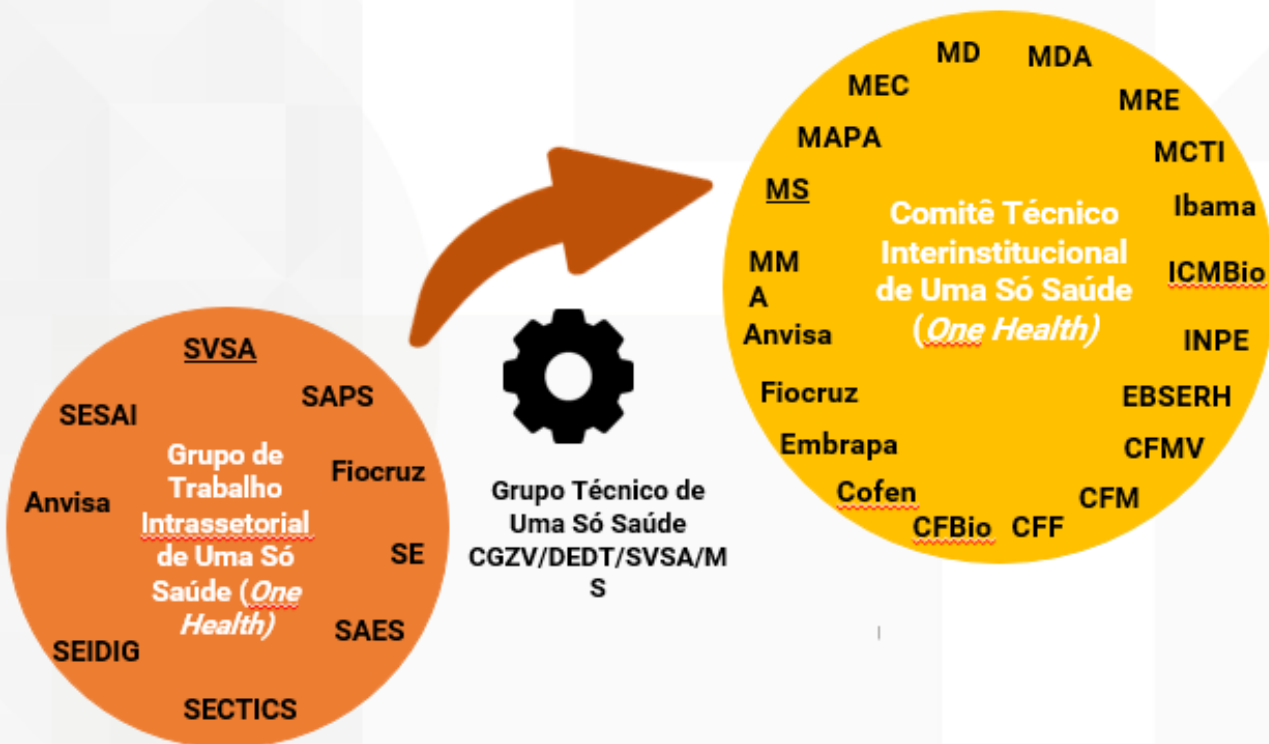 SVSA
SAPS
SESAI
Fiocruz
Anvisa
SE
SAES
SEIDIG
SECTICS
Grupo de
Trabalho
Intrassetorial
de Uma Só
Saúde (One
Health)
Grupo Técnico de
Uma Só Saúde
CGZV/DEDT/SVSA/M
S
MD
MDA
MEC
MRE
MAPA
MCTI
MS
Ibama
MM
A
ICMBio
Anvisa
INPE
Fiocruz
EBSERH
Embrapa
CFMV
Cofen
CFM
CFBio
CFF
Comitê Técnico
Interinstitucional
de Uma Só Saúde
(One Health)